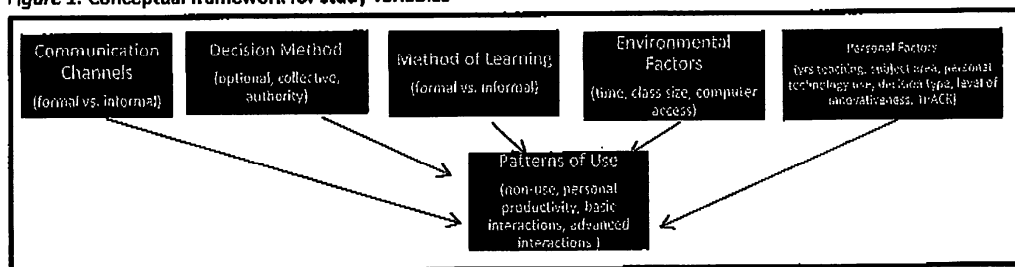 Figure 1. Conceptual framework for study variables
Communication
Channels
(formal vs. informal)
Decision Method
(optional, collective,
authority)
Method of Learning
(formal vs. informal)
Environmental
Factors
(time, class size, computer
access)
Personal Factors
(yrs teaching, subject area, personal
technology use, decision type, level of
innovativeness, TPACK)
Patterns of Use
(non-use, personal
productivity, basic
interactions, advanced
interactions )